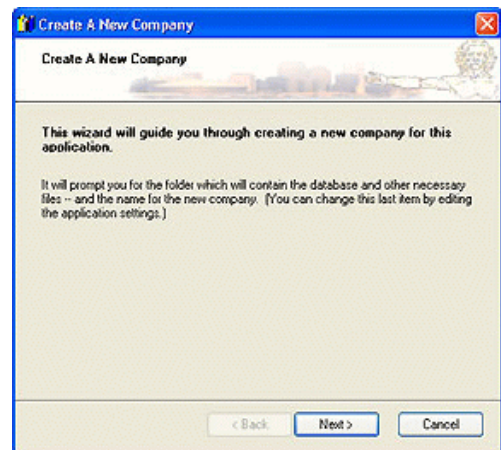 Create A New Company
Create A New Company
This wizard will guide you through creating a new company for this
application.
It will prompt you for the folder which will contain the database and other necessary
files -- and the name for the new company. (You can change this last item by editing
the application settings.)
< Back
Next >
Cancel